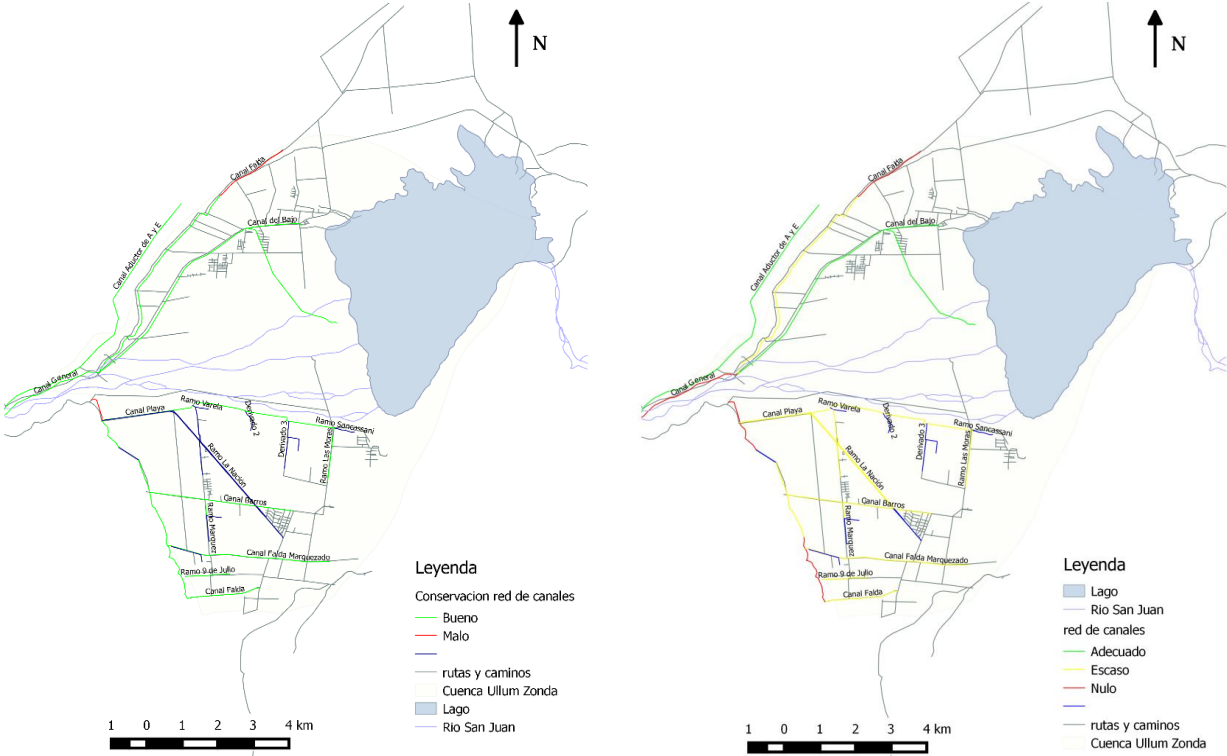 N
Canal Falda
Canal del Bajo
Canal Aductor de A y E
Canal General
Canal Playa
Ramo Varela
Derivado 2
Derivado 3
Ramo Sancassani
Ramo Las Moras
Ramo La Nación
Canal Barros
Ramo Marquez
Canal Falda Marquezado
Ramo 9 de Julio
Canal Falda
Leyenda
Conservacion red de canales
Bueno
Malo
rutas y caminos
Cuenca Ullum Zonda
Lago
Rio San Juan
1 0 1 2 3 4 km
N
Canal Falda
Canal del Bajo
Canal Aductor de A y E
Canal General
Canal Playa
Ramo Varela
Derivado 2
Derivado 3
Ramo Sancassani
Ramo Las Moras
Ramo La Nación
Canal Barros
Ramo Marquez
Canal Falda Marquezado
Ramo 9 de Julio
Canal Falda
Leyenda
Lago
Rio San Juan
red de canales
Adecuado
Escaso
Nulo
rutas y caminos
Cuenca Ullum Zonda
1 0 1 2 3 4 km